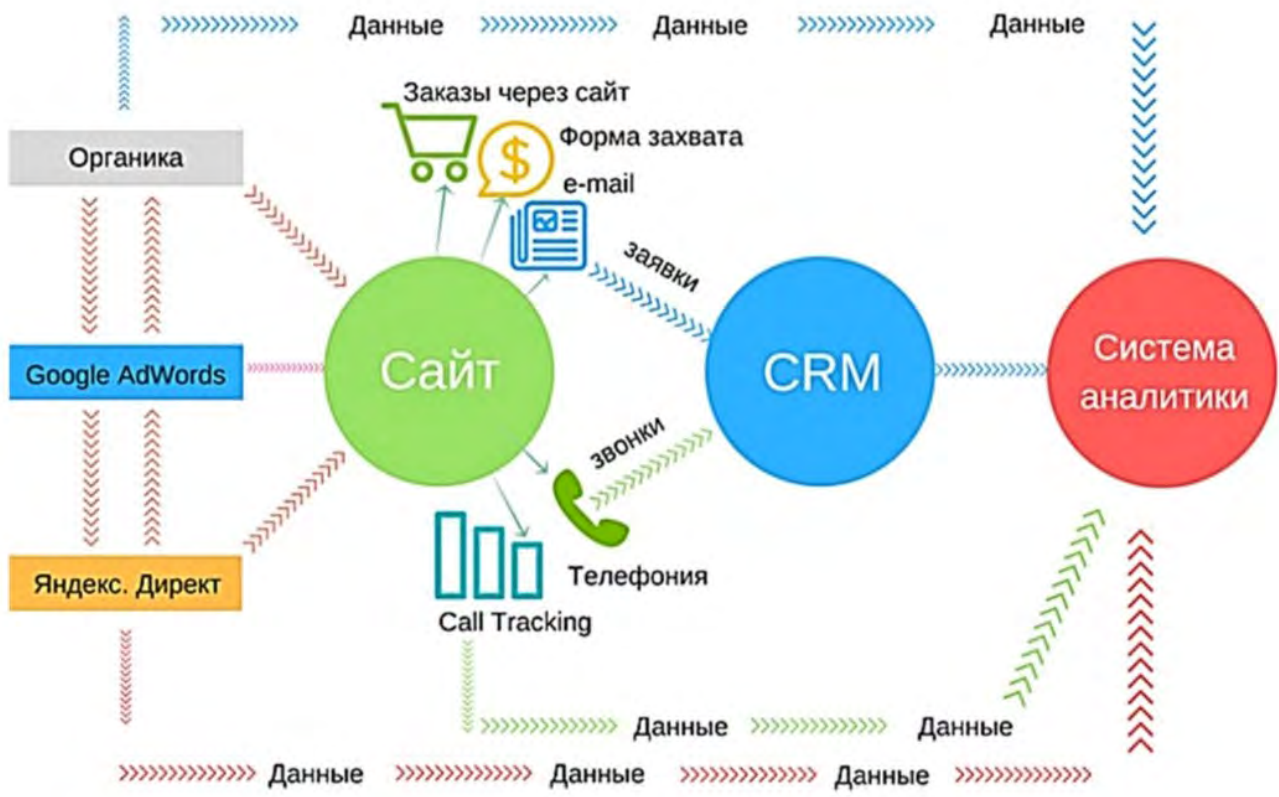 Данные Данные Данные
Заказы через сайт
Форма захвата
Органика
e-mail
заявки
Google AdWords
Сайт
CRM
Система
аналитики
звонки
Яндекс. Директ
Телефония
Call Tracking
Данные Данные
Данные Данные Данные